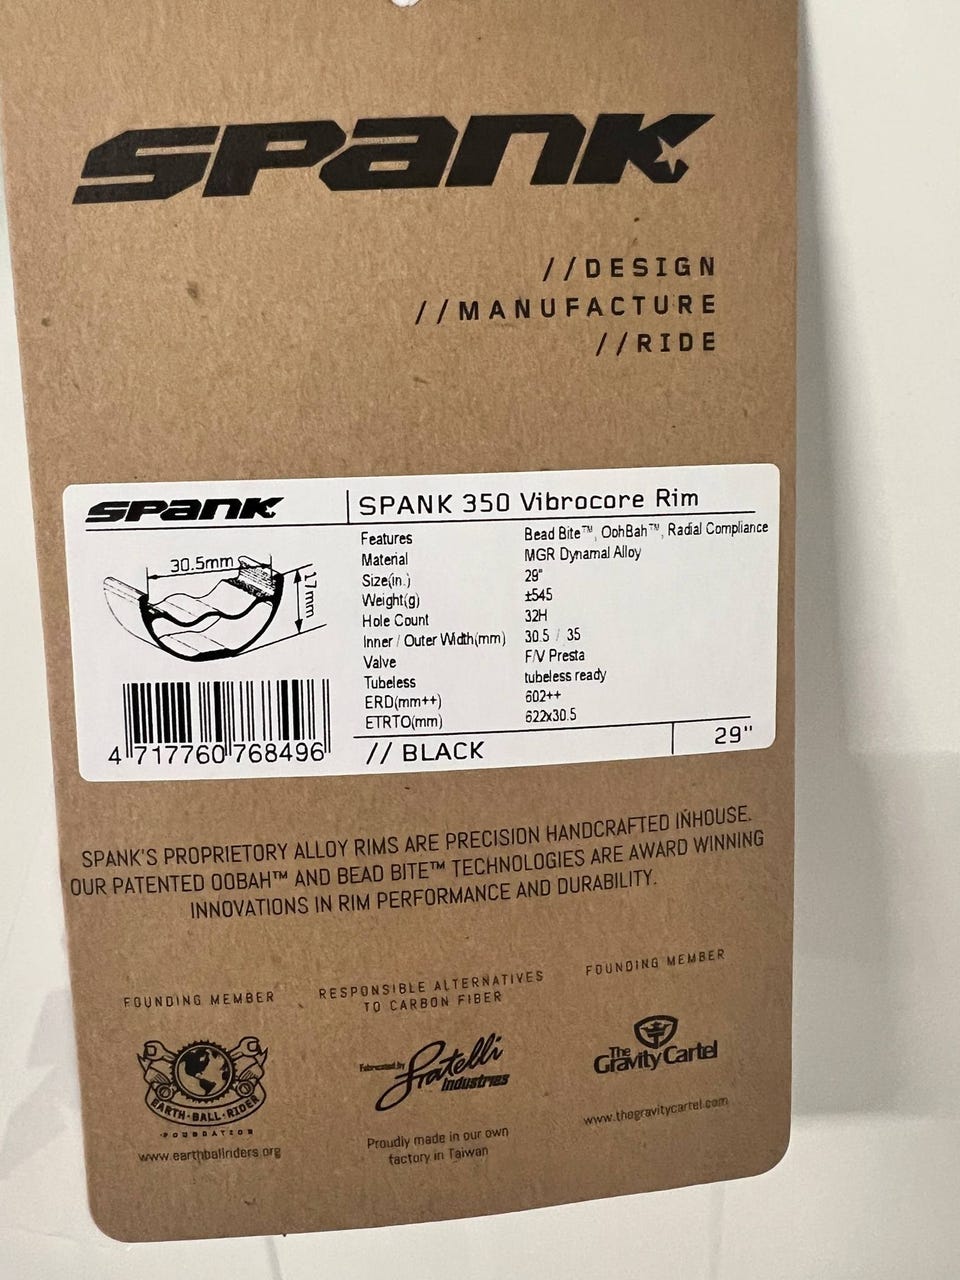 SPANK
//DESIGN
//MANUFACTURE
//RIDE
SPANK
SPANK 350 Vibrocore Rim
30.5mm
17mm
Features Bead Bite™, OohBah™, Radial Compliance
Material MGR Dynamal Alloy
Size(in.) 29"
Weight(g) ±545
Hole Count 32H
Inner / Outer Width(mm) 30.5 / 35
Valve F/V Presta
Tubeless tubeless ready
ERD(mm++) 602++
ETRTO(mm) 622x30.5
4 717760 768496
// BLACK 29"
SPANK'S PROPRIETORY ALLOY RIMS ARE PRECISION HANDCRAFTED INHOUSE.
OUR PATENTED OOBAH™ AND BEAD BITE™ TECHNOLOGIES ARE AWARD WINNING
INNOVATIONS IN RIM PERFORMANCE AND DURABILITY.
FOUNDING MEMBER
EARTH·BALL·RIDER
·FOUNDATION
www.earthballriders.org
RESPONSIBLE ALTERNATIVES
TO CARBON FIBER
Fabricated by
Fratelli
Industries
Proudly made in our own
factory in Taiwan
FOUNDING MEMBER
The
Gravity Cartel
www.thegravitycartel.com